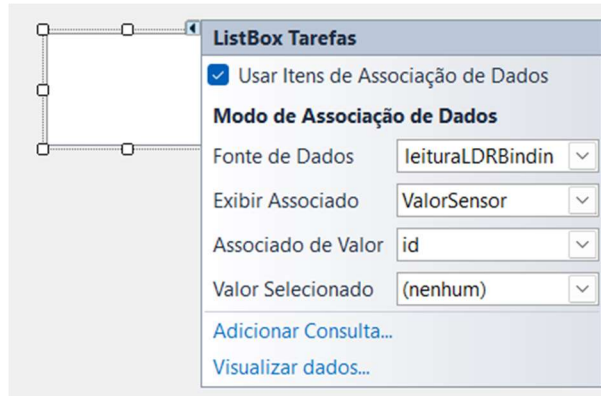 ListBox Tarefas
Usar Itens de Associação de Dados
Modo de Associação de Dados
Fonte de Dados leituraLDRBindin
Exibir Associado ValorSensor
Associado de Valor id
Valor Selecionado (nenhum)
Adicionar Consulta...
Visualizar dados...